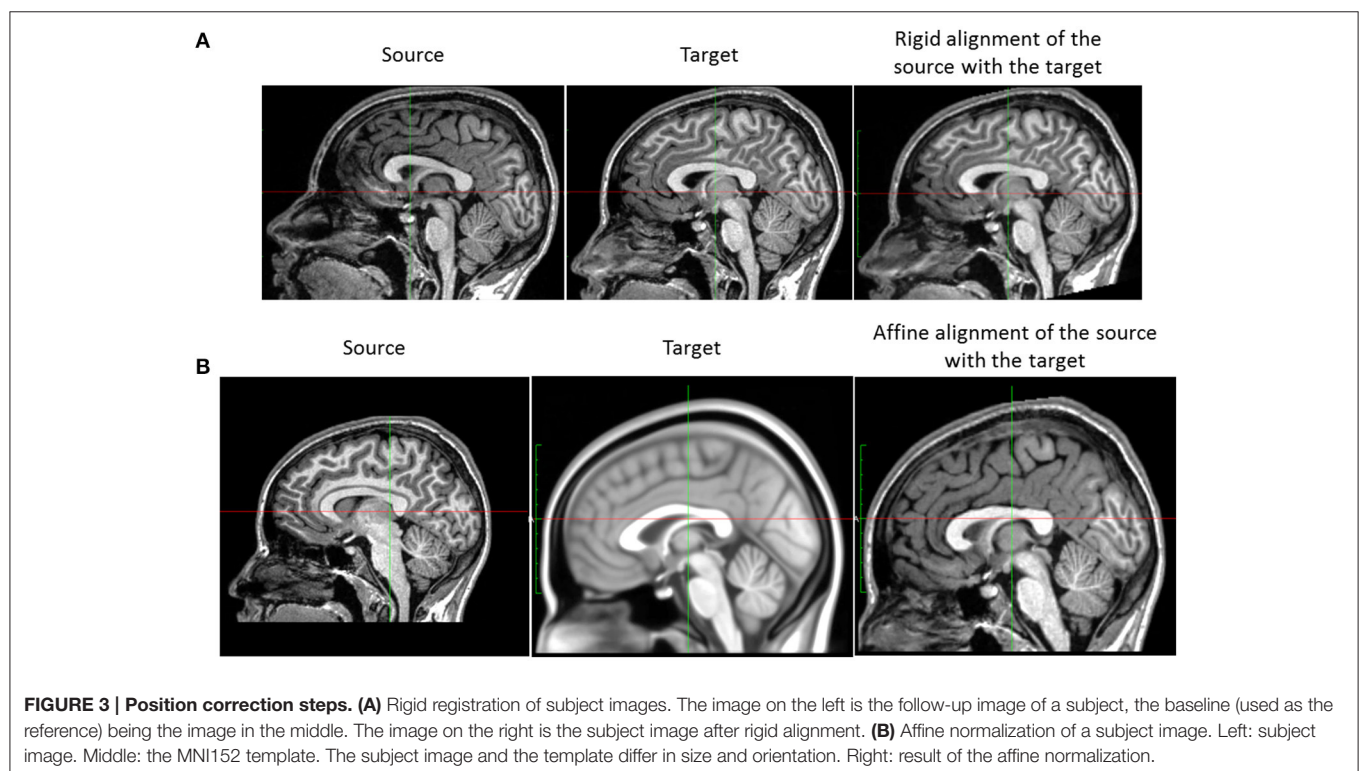 A
Source
Target
Rigid alignment of the
source with the target
B
Source
Target
Affine alignment of the source
with the target
FIGURE 3 | Position correction steps. (A) Rigid registration of subject images. The image on the left is the follow-up image of a subject, the baseline (used as the
reference) being the image in the middle. The image on the right is the subject image after rigid alignment. (B) Affine normalization of a subject image. Left: subject
image. Middle: the MNI152 template. The subject image and the template differ in size and orientation. Right: result of the affine normalization.